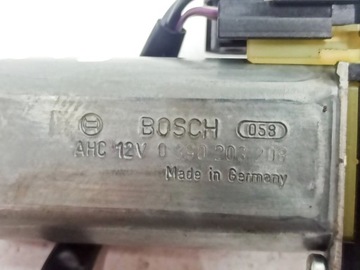 BOSCH 058
AHC 12V 0
Made in Germany